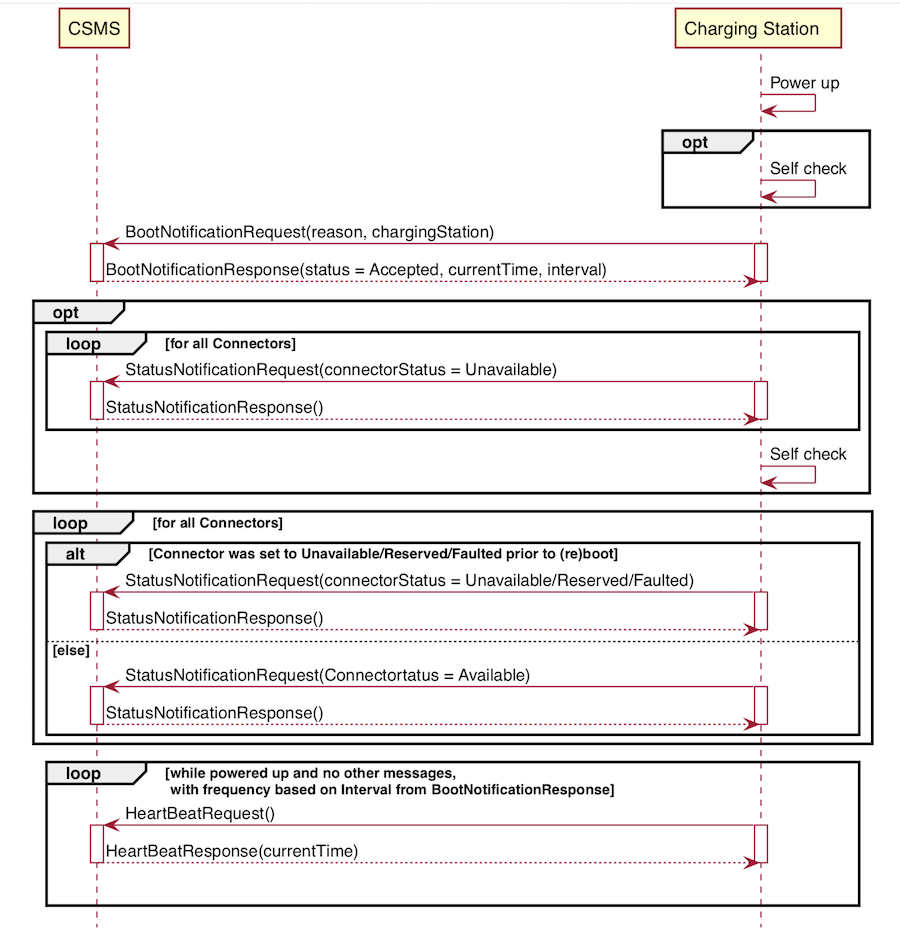 CSMS
Charging Station
Power up
opt
Self check
BootNotificationRequest(reason, chargingStation)
BootNotificationResponse(status = Accepted, currentTime, interval)
opt
loop [for all Connectors]
StatusNotificationRequest(connectorStatus = Unavailable)
StatusNotificationResponse()
Self check
loop [for all Connectors]
alt [Connector was set to Unavailable/Reserved/Faulted prior to (re)boot]
StatusNotificationRequest(connectorStatus = Unavailable/Reserved/Faulted)
StatusNotificationResponse()
[else]
StatusNotificationRequest(Connectortatus = Available)
StatusNotificationResponse()
loop [while powered up and no other messages,
with frequency based on Interval from BootNotificationResponse]
HeartBeatRequest()
HeartBeatResponse(currentTime)